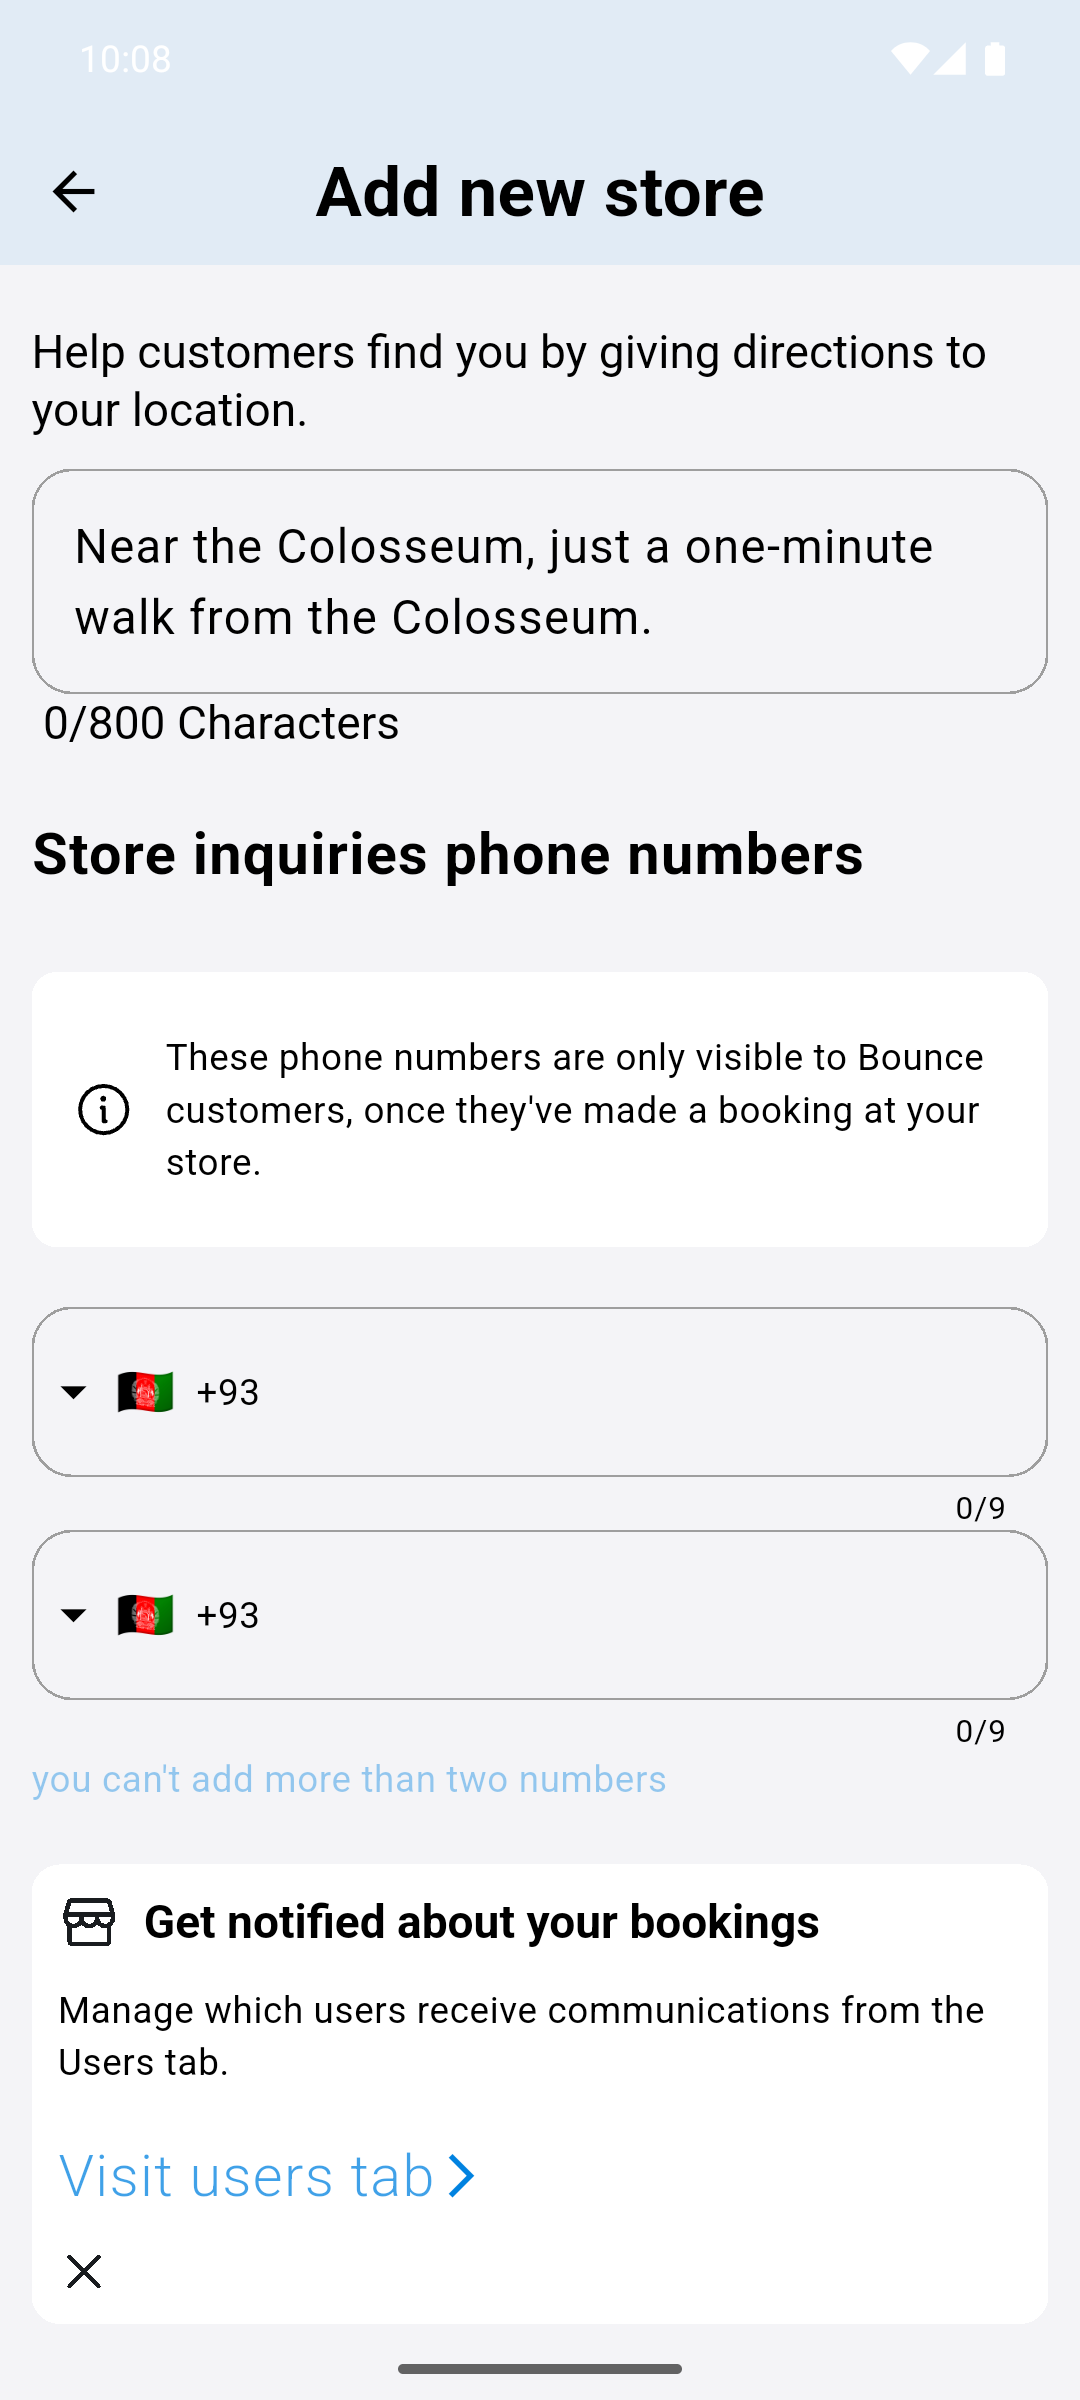 10:08
Add new store
Help customers find you by giving directions to
your location.
Near the Colosseum, just a one-minute
walk from the Colosseum.
0/800 Characters
Store inquiries phone numbers
These phone numbers are only visible to Bounce
customers, once they've made a booking at your
store.
+93
0/9
+93
0/9
you can't add more than two numbers
Get notified about your bookings
Manage which users receive communications from the
Users tab.
Visit users tab